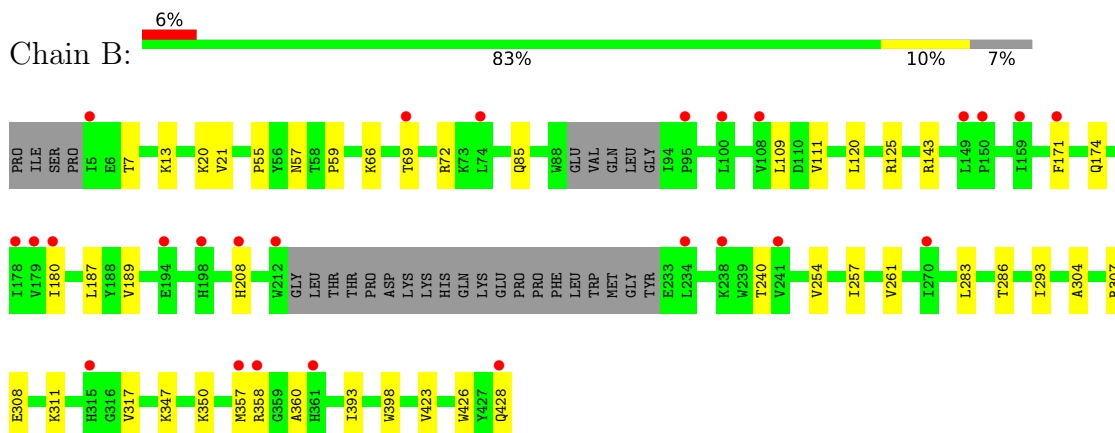 6%
Chain B:
83% 10% 7%
PRO ILE SER PRO I5 E6 T7 K13 K20 V21 P55 Y56 N57 T58 P59 K66 T69 R72 K73 L74 Q85 W88 GLU VAL GLN LEU GLY I94 P95 L100 V108 L109 D110 V111 L120 R125 R143 L149 P150 I159 F171 Q174
I178 V179 I180 L187 Y188 V189 E194 H198 H208 W212 GLY LEU THR THR PRO ASP LYS LYS HIS GLN LYS GLU PRO PRO PHE LEU TRP MET GLY TYR E233 L234 K238 W239 T240 V241 V254 I257 V261 I270 L283 T286 I293 A304 R307
E308 K311 H315 G316 V317 K347 K350 M357 R358 G359 A360 H361 I393 W398 V423 W426 Y427 Q428